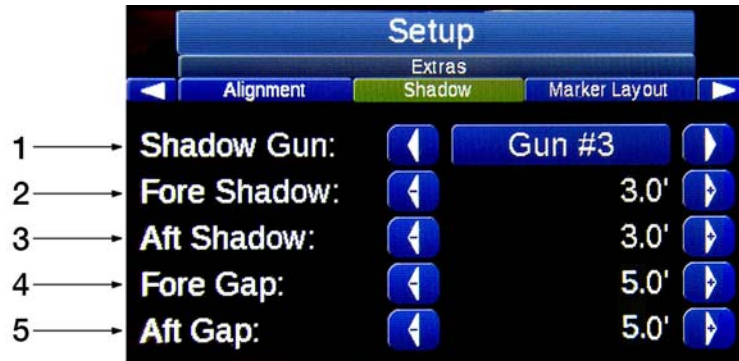 Setup
Extras
Alignment Shadow Marker Layout
1 Shadow Gun: Gun #3
2 Fore Shadow: - 3.0' +
3 Aft Shadow: - 3.0' +
4 Fore Gap: - 5.0' +
5 Aft Gap: - 5.0' +